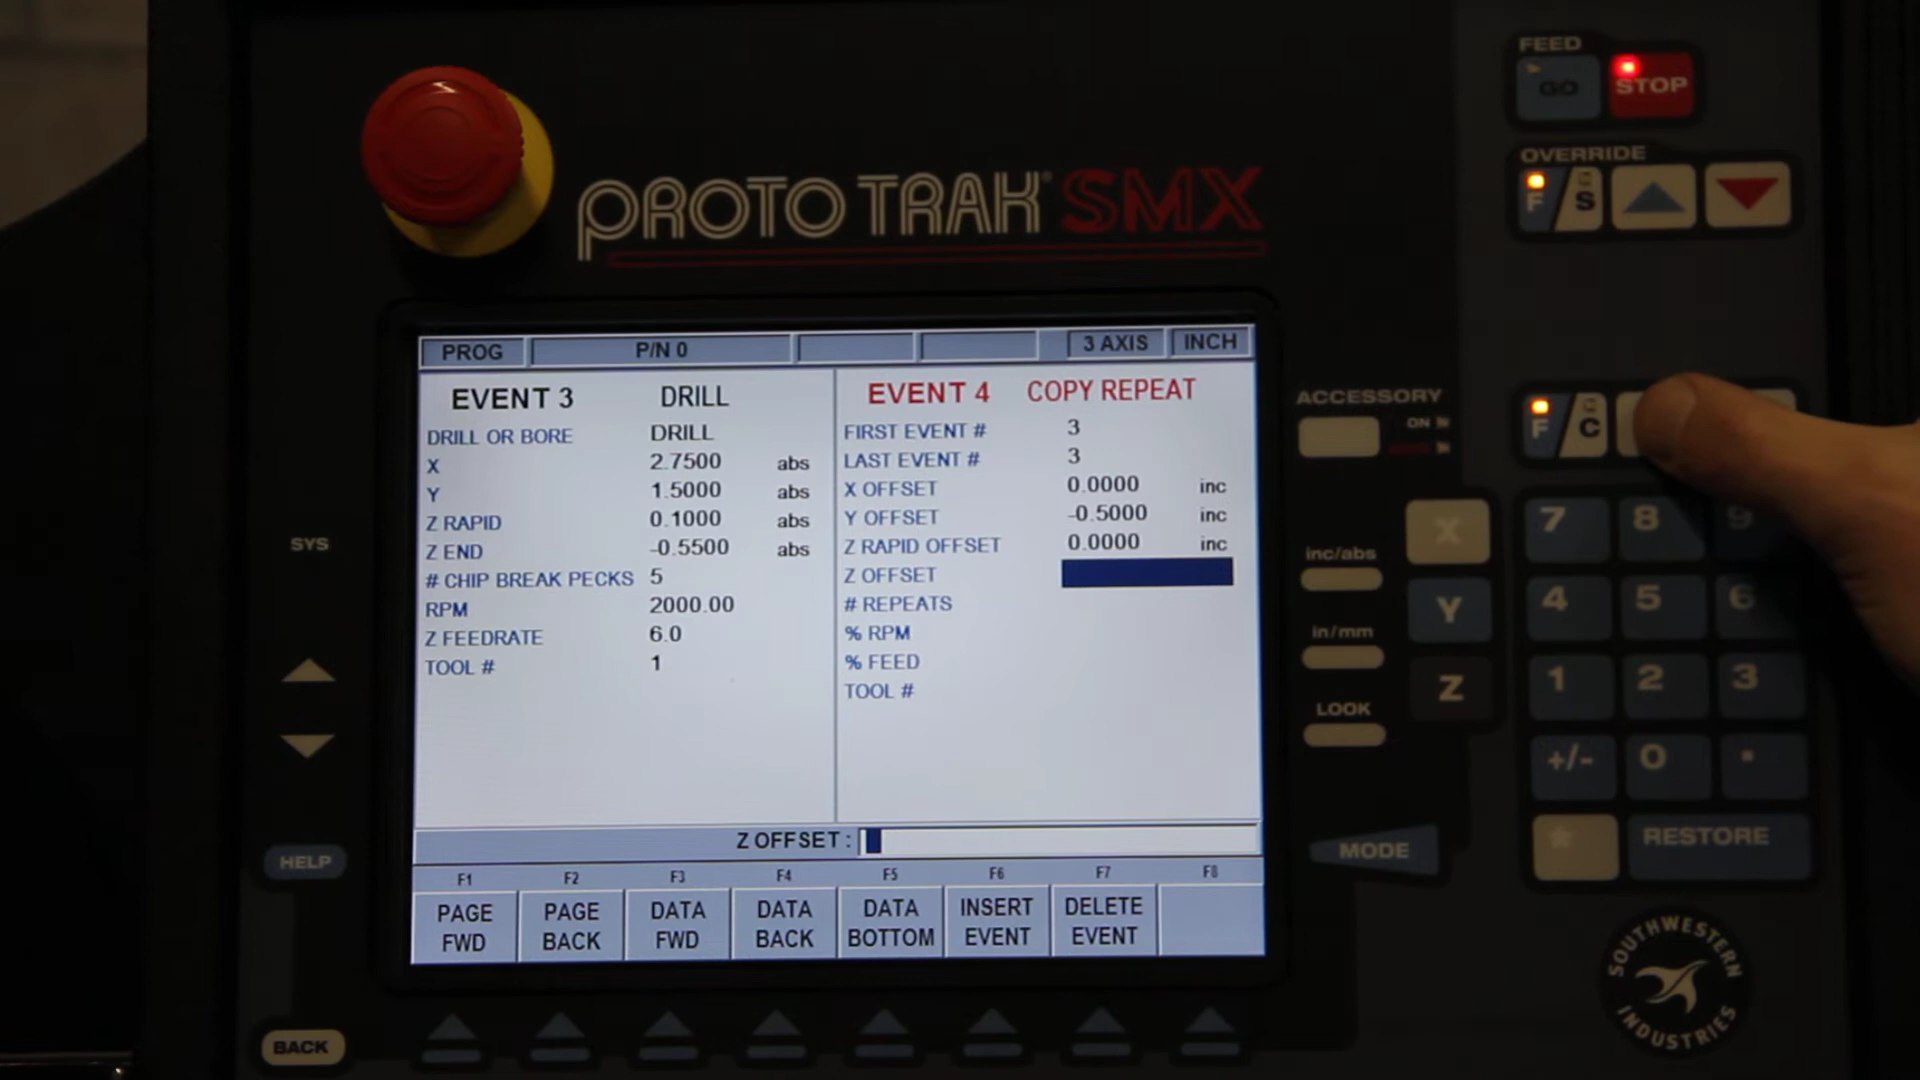 FEED
GO STOP
OVERRIDE
F S
PROTO TRAK® SMX
PROG P/N 0 3 AXIS INCH
EVENT 3 DRILL
DRILL OR BORE DRILL
X 2.7500 abs
Y 1.5000 abs
Z RAPID 0.1000 abs
Z END -0.5500 abs
# CHIP BREAK PECKS 5
RPM 2000.00
Z FEEDRATE 6.0
TOOL # 1
EVENT 4 COPY REPEAT
FIRST EVENT # 3
LAST EVENT # 3
X OFFSET 0.0000 inc
Y OFFSET -0.5000 inc
Z RAPID OFFSET 0.0000 inc
Z OFFSET
# REPEATS
% RPM
% FEED
TOOL #
Z OFFSET :
F1 F2 F3 F4 F5 F6 F7 F8
PAGE FWD
PAGE BACK
DATA FWD
DATA BACK
DATA BOTTOM
INSERT EVENT
DELETE EVENT
SYS
HELP
BACK
ACCESSORY
ON
F C
inc/abs
in/mm
LOOK
MODE
X
Y
Z
7 8 9
4 5 6
1 2 3
+/- 0 .
* RESTORE
SOUTHWESTERN
INDUSTRIES